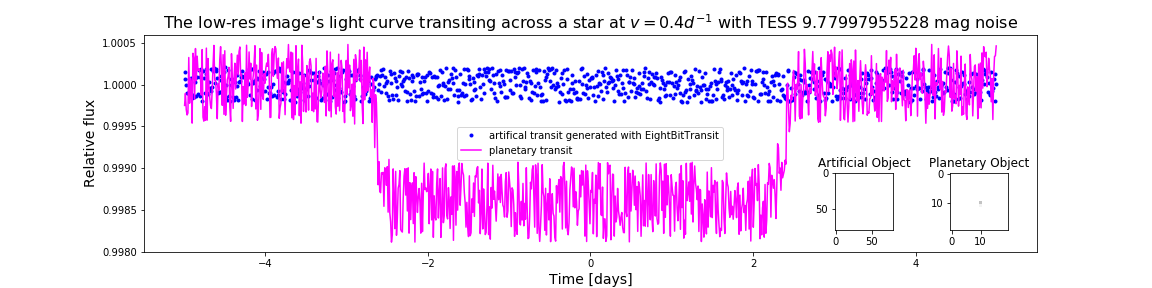 The low-res image's light curve transiting across a star at v = 0.4d⁻¹ with TESS 9.77997955228 mag noise
Relative flux
1.0005
1.0000
0.9995
0.9990
0.9985
0.9980
artifical transit generated with EightBitTransit
planetary transit
Artificial Object
0
50
0
50
Planetary Object
0
10
0
10
−4
−2
0
2
4
Time [days]